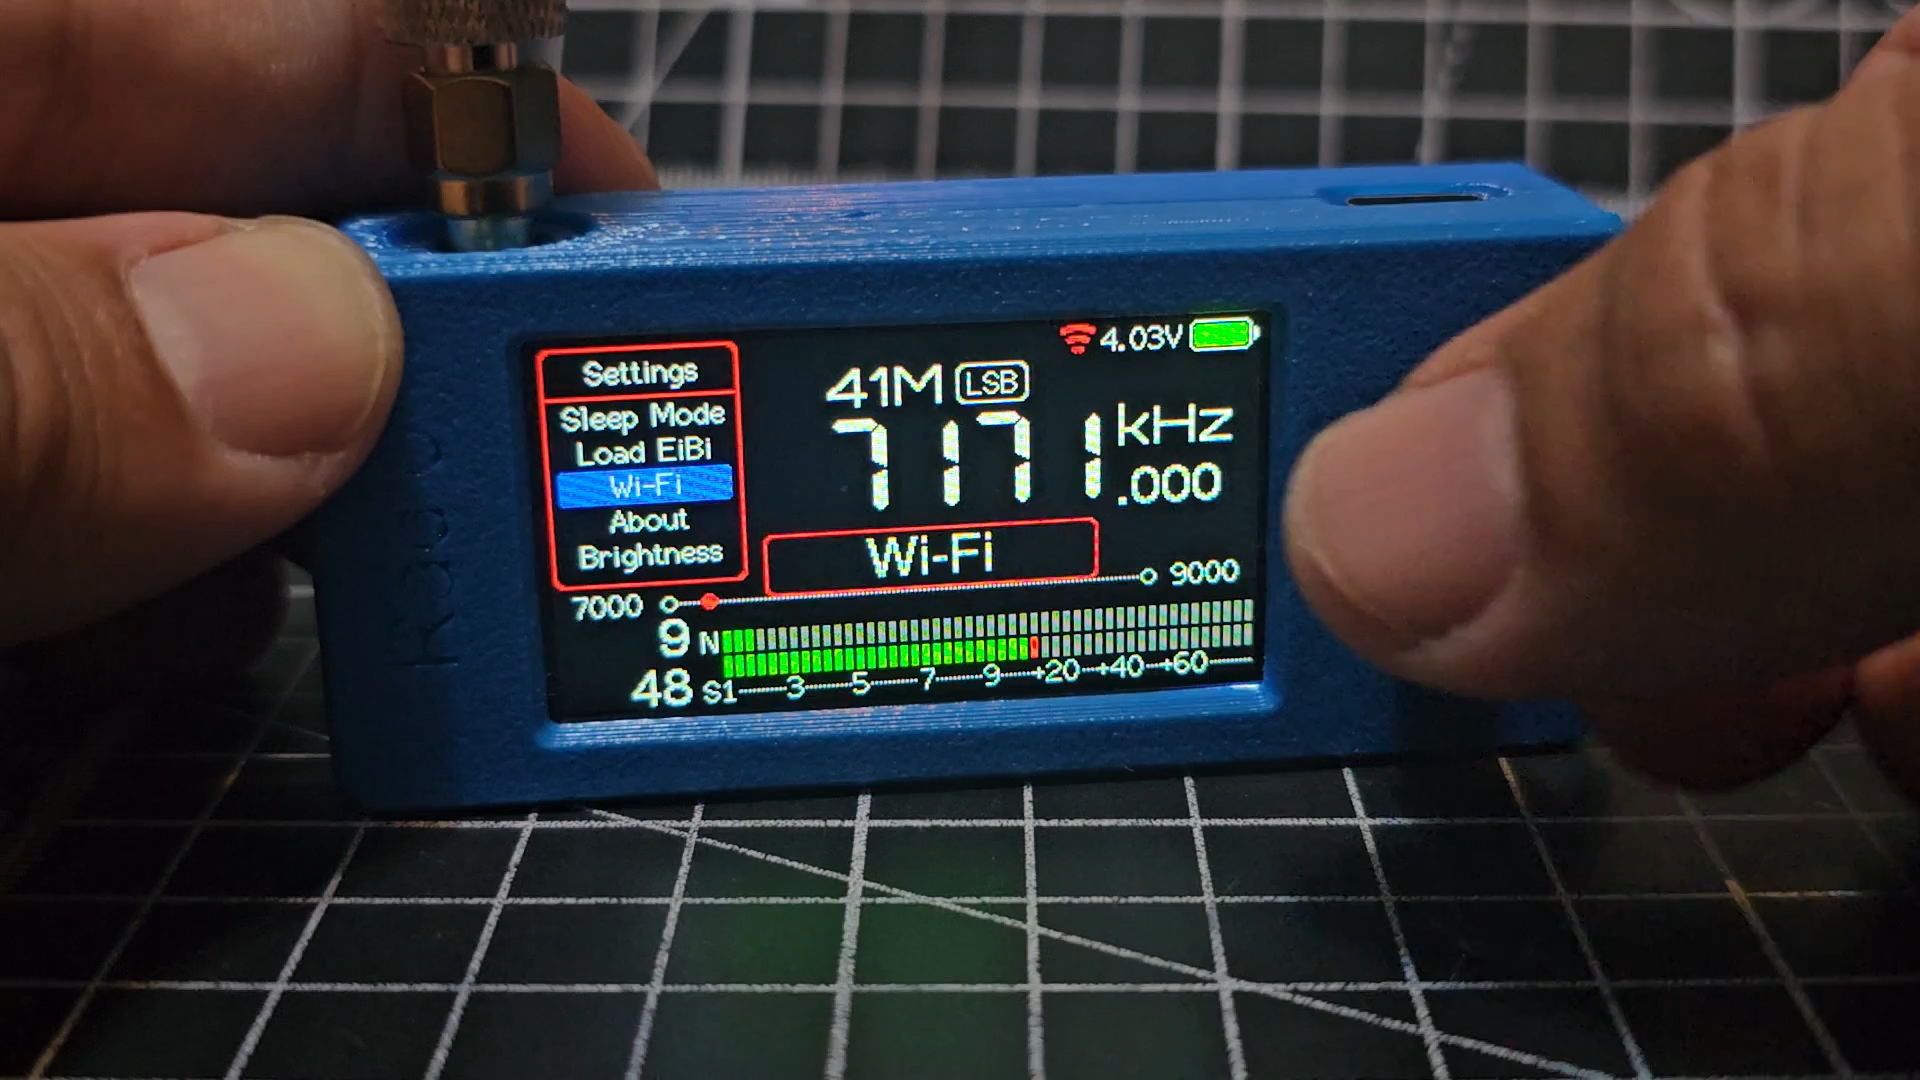 4.03V
Settings
Sleep Mode
Load EiBi
Wi-Fi
About
Brightness
41M LSB
7171 kHz
.000
Wi-Fi
7000 9000
9 N
48 S1 3 5 7 9 +20 +40 +60